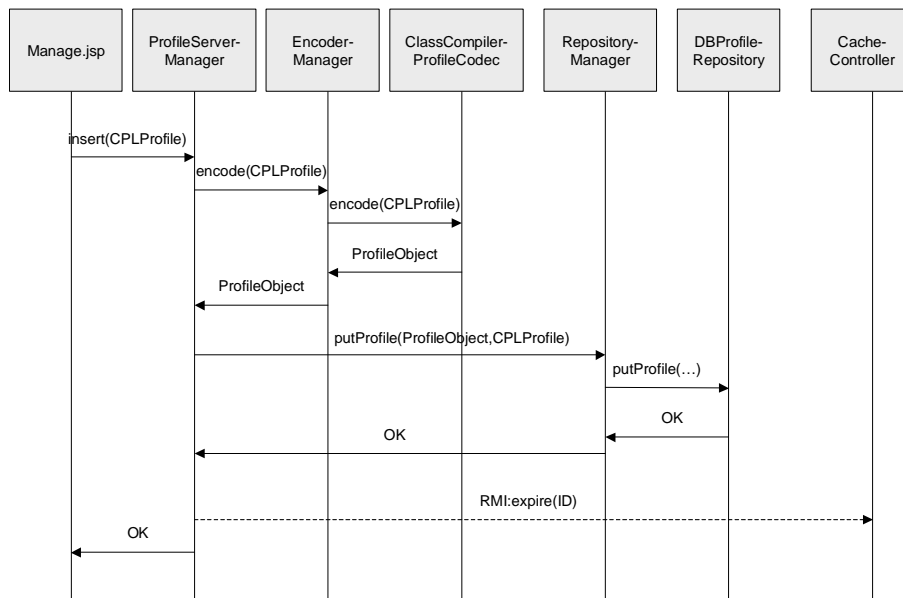 Manage.jsp
ProfileServer-
Manager
Encoder-
Manager
ClassCompiler-
ProfileCodec
Repository-
Manager
DBProfile-
Repository
Cache-
Controller
insert(CPLProfile)
encode(CPLProfile)
encode(CPLProfile)
ProfileObject
ProfileObject
putProfile(ProfileObject,CPLProfile)
putProfile(…)
OK
OK
RMI:expire(ID)
OK